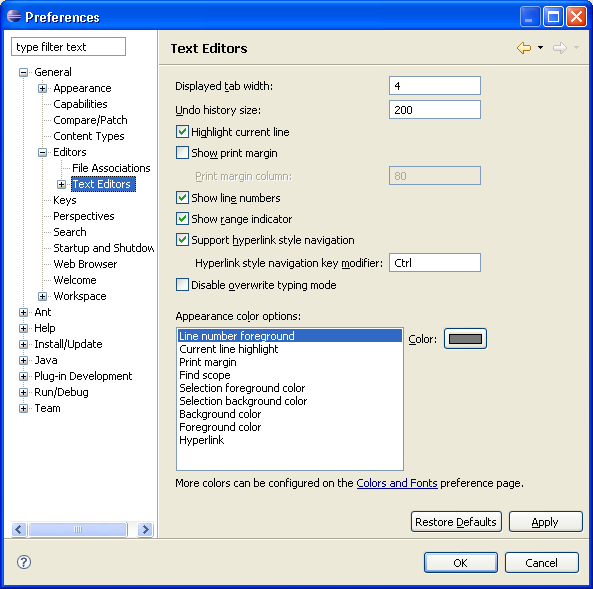 Preferences
type filter text
General
Appearance
Capabilities
Compare/Patch
Content Types
Editors
File Associations
Text Editors
Keys
Perspectives
Search
Startup and Shutdow
Web Browser
Welcome
Workspace
Ant
Help
Install/Update
Java
Plug-in Development
Run/Debug
Team
Text Editors
Displayed tab width: 4
Undo history size: 200
Highlight current line
Show print margin
Print margin column: 80
Show line numbers
Show range indicator
Support hyperlink style navigation
Hyperlink style navigation key modifier: Ctrl
Disable overwrite typing mode
Appearance color options:
Line number foreground
Current line highlight
Print margin
Find scope
Selection foreground color
Selection background color
Background color
Foreground color
Hyperlink
Color:
More colors can be configured on the Colors and Fonts preference page.
Restore Defaults Apply
? OK Cancel